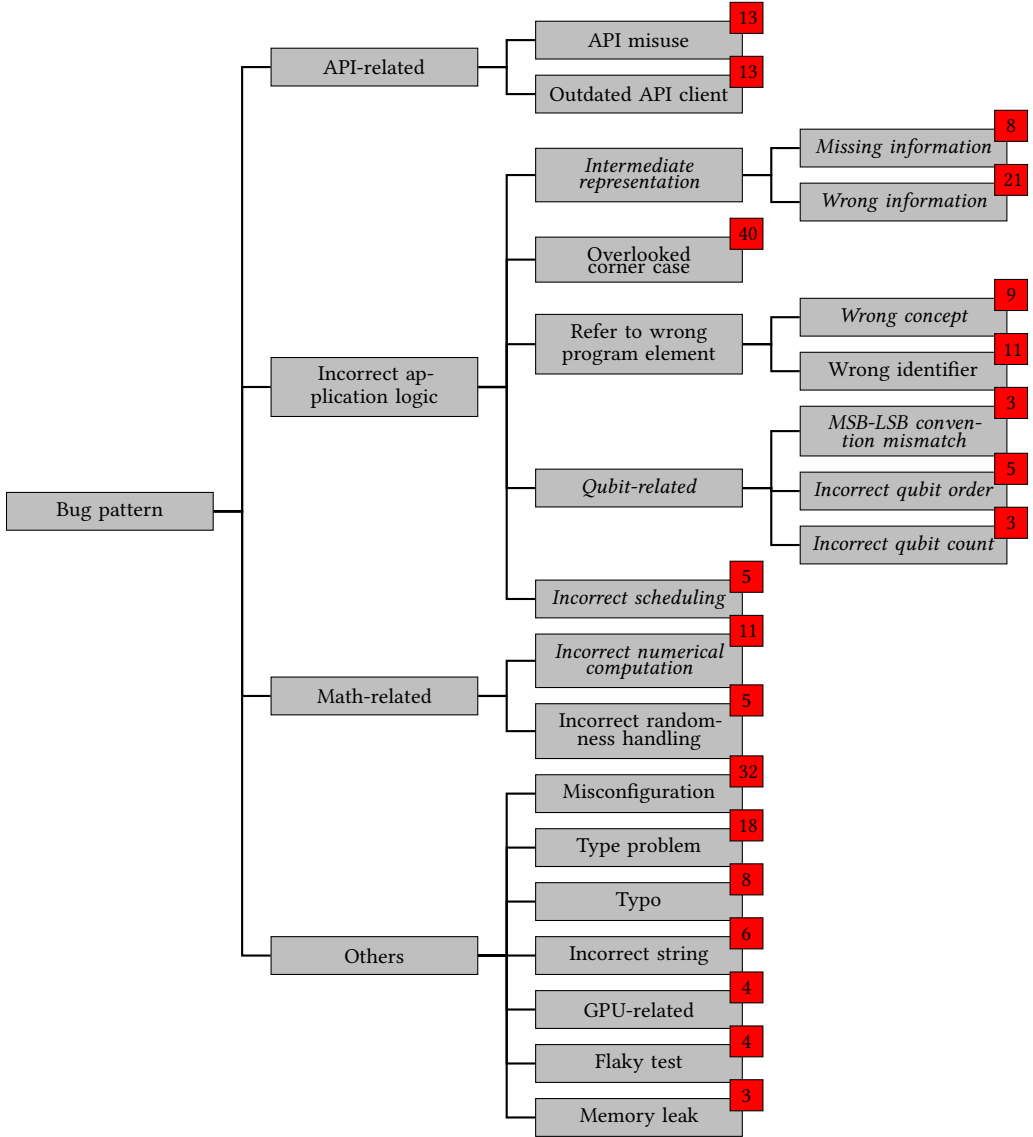 13
API misuse
API-related
13
Outdated API client
8
Missing information
Intermediate
representation
21
Wrong information
40
Overlooked
corner case
9
Wrong concept
Refer to wrong
program element
11
Wrong identifier
Incorrect ap-
plication logic
3
MSB-LSB conven-
tion mismatch
5
Qubit-related
Incorrect qubit order
Bug pattern
3
Incorrect qubit count
5
Incorrect scheduling
11
Incorrect numerical
computation
Math-related
5
Incorrect random-
ness handling
32
Misconfiguration
18
Type problem
8
Typo
6
Others
Incorrect string
4
GPU-related
4
Flaky test
3
Memory leak